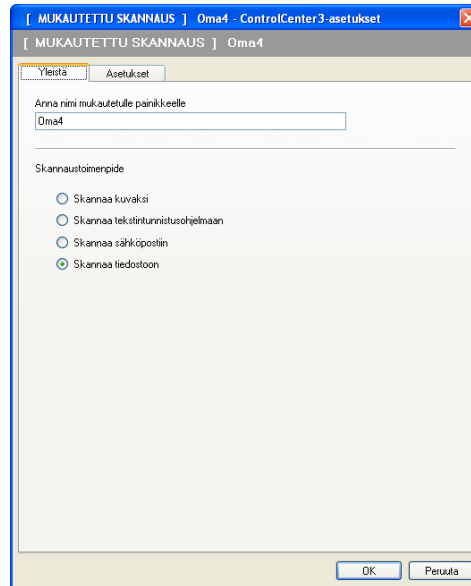 [ MUKAUTETTU SKANNAUS ] Oma4 - ControlCenter3-asetukset
[ MUKAUTETTU SKANNAUS ] Oma4
Yleistä Asetukset
Anna nimi mukautetulle painikkeelle
Oma4
Skannaustoimenpide
Skannaa kuvaksi
Skannaa tekstintunnistusohjelmaan
Skannaa sähköpostiin
Skannaa tiedostoon
OK Peruuta